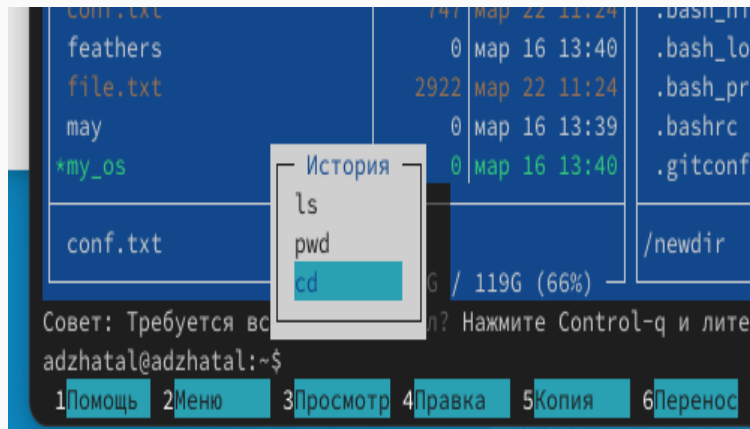 conf.txt 747 мар 22 11:24
feathers 0 мар 16 13:40 .bash_lo
file.txt 2922 мар 22 11:24 .bash_pr
may 0 мар 16 13:39 .bashrc
*my_os 0 мар 16 13:40 .gitconf
История
ls
pwd
cd
conf.txt /newdir
G / 119G (66%)
Совет: Требуется вс л? Нажмите Control-q и лите
adzhatal@adzhatal:~$
1Помощь 2Меню 3Просмотр 4Правка 5Копия 6Перенос